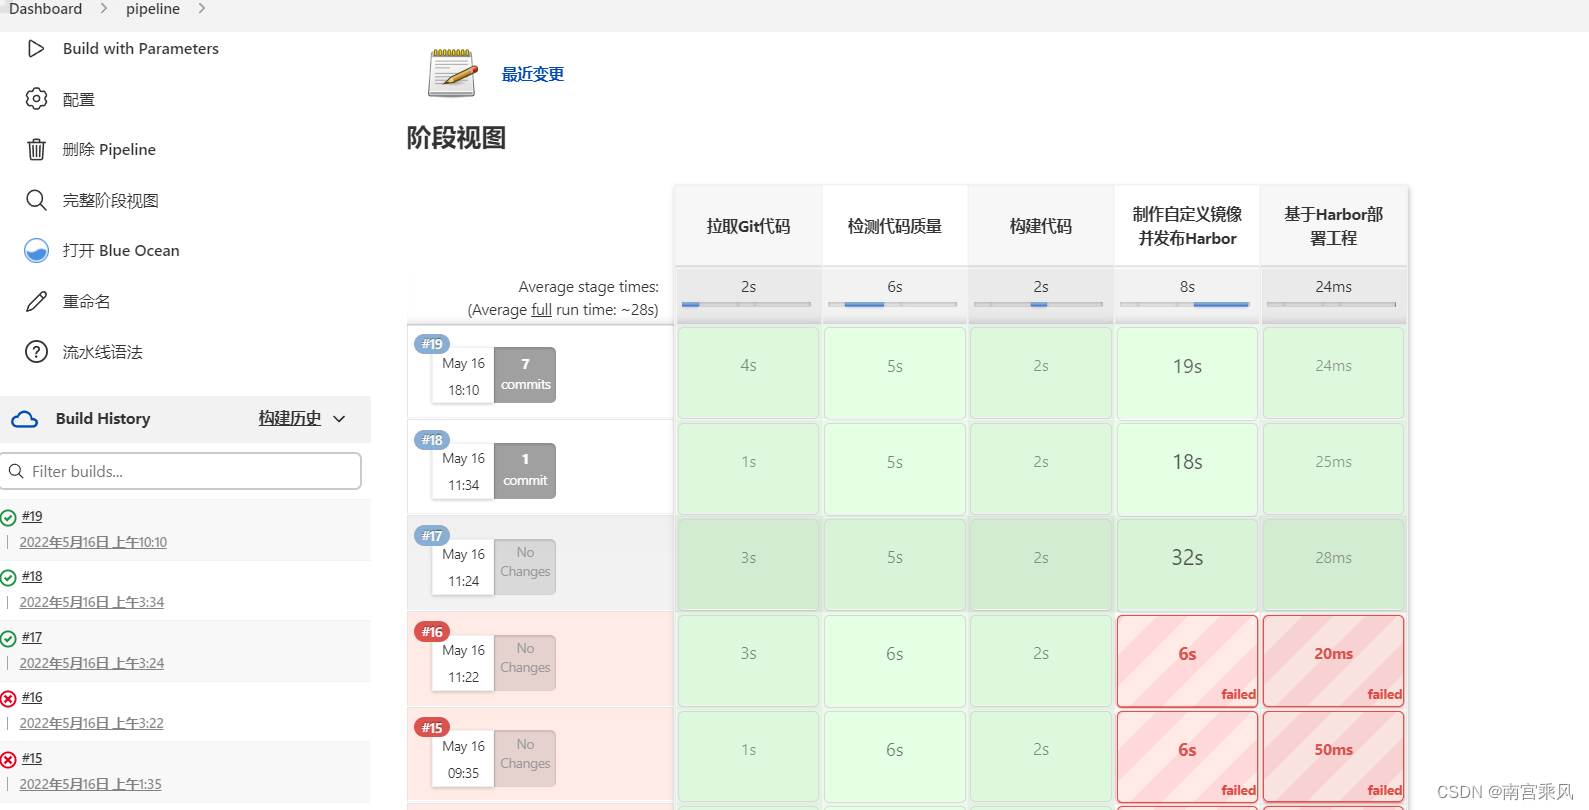 Dashboard
pipeline
Build with Parameters
配置
删除 Pipeline
完整阶段视图
打开 Blue Ocean
重命名
流水线语法
Build History
构建历史
Filter builds...
#19
2022年5月16日 上午10:10
#18
2022年5月16日 上午3:34
#17
2022年5月16日 上午3:24
#16
2022年5月16日 上午3:22
#15
2022年5月16日 上午1:35
最近变更
阶段视图
拉取Git代码
检测代码质量
构建代码
制作自定义镜像
并发布Harbor
基于Harbor部
署工程
Average stage times:
(Average full run time: ~28s)
2s
6s
2s
8s
24ms
#19
May 16
18:10
7
commits
4s
5s
2s
19s
24ms
#18
May 16
11:34
1
commit
1s
5s
2s
18s
25ms
#17
May 16
11:24
No
Changes
3s
5s
2s
32s
28ms
#16
May 16
11:22
No
Changes
3s
6s
2s
6s
failed
20ms
failed
#15
May 16
09:35
No
Changes
1s
6s
2s
6s
failed
50ms
failed
CSDN @南宫乘风